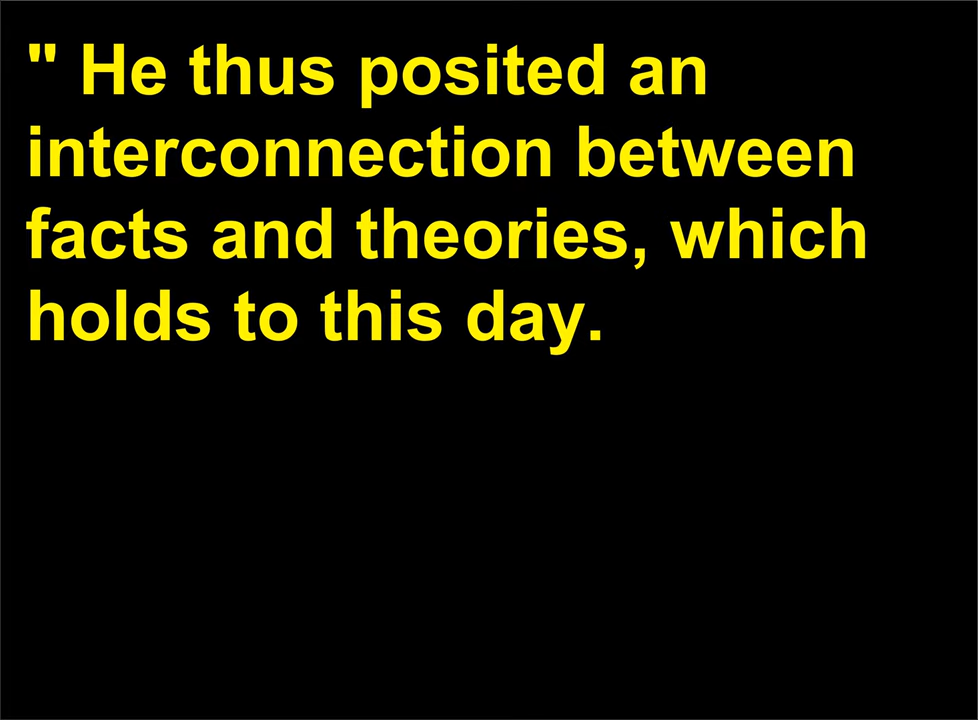 " He thus posited an
interconnection between
facts and theories, which
holds to this day.